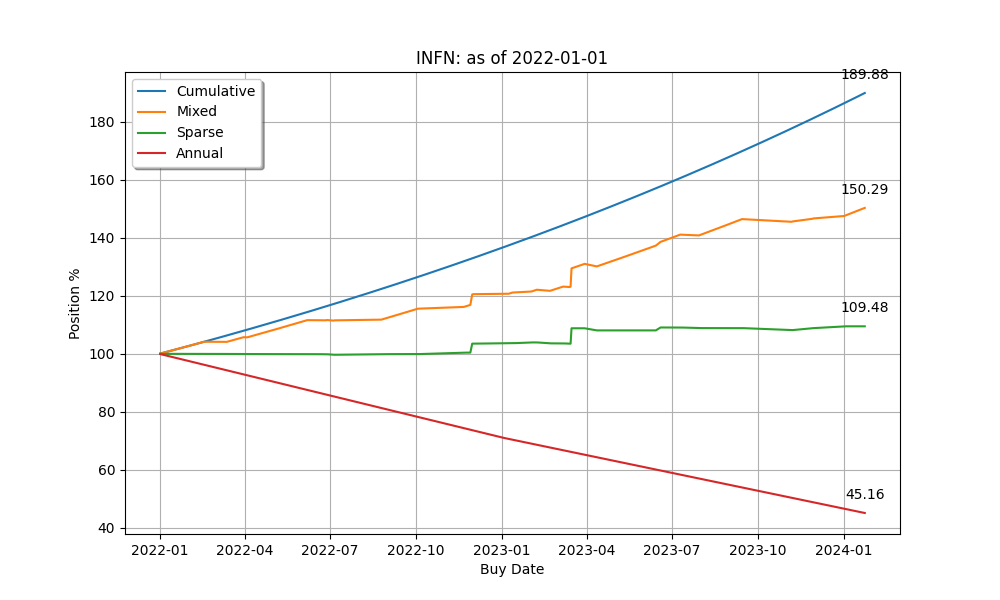 INFN: as of 2022-01-01
189.88
Cumulative
Mixed
Sparse
Annual
180
160
150.29
140
120
109.48
100
80
60
45.16
40
Position %
2022-01 2022-04 2022-07 2022-10 2023-01 2023-04 2023-07 2023-10 2024-01
Buy Date